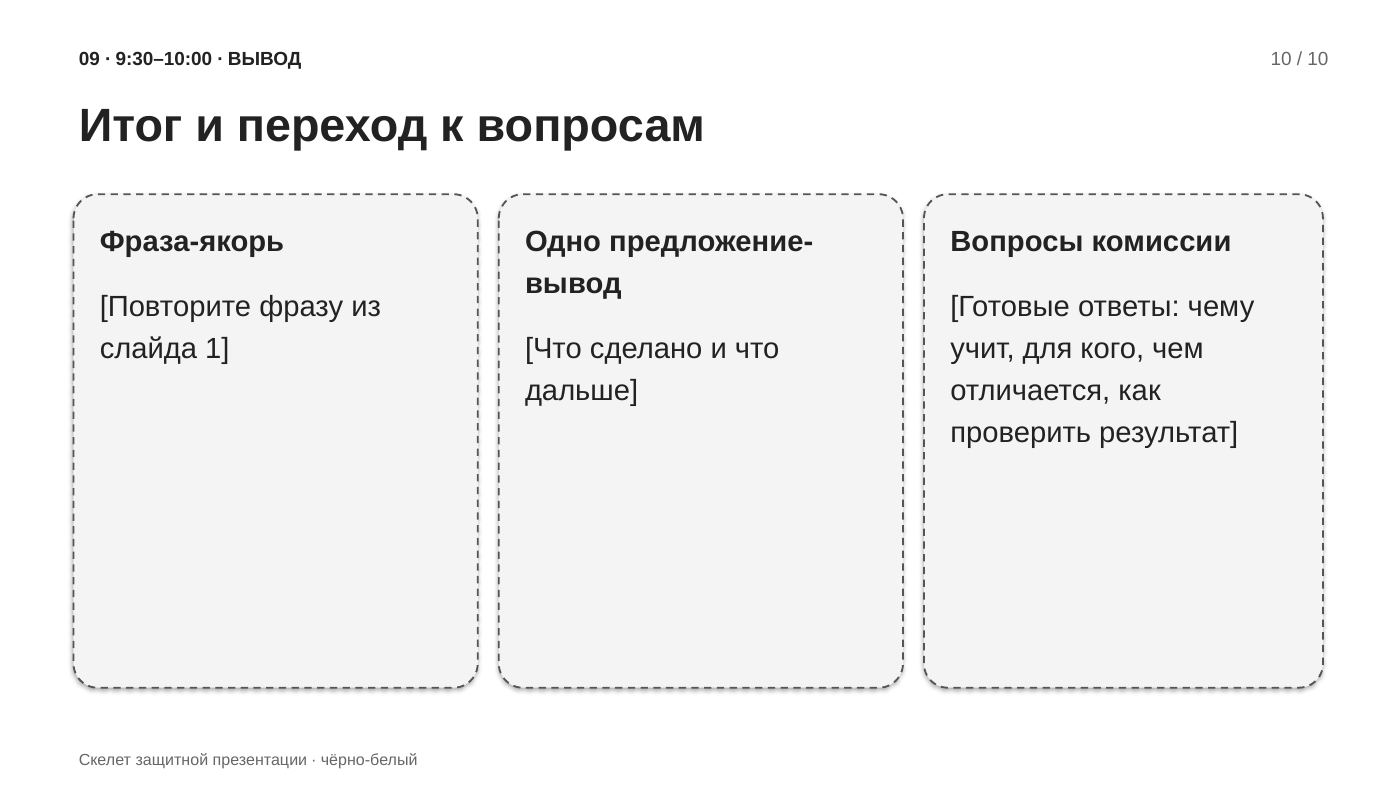 09 · 9:30–10:00 · ВЫВОД
10 / 10
Итог и переход к вопросам
Фраза-якорь
[Повторите фразу из
слайда 1]
Одно предложение-
вывод
[Что сделано и что
дальше]
Вопросы комиссии
[Готовые ответы: чему
учит, для кого, чем
отличается, как
проверить результат]
Скелет защитной презентации · чёрно-белый